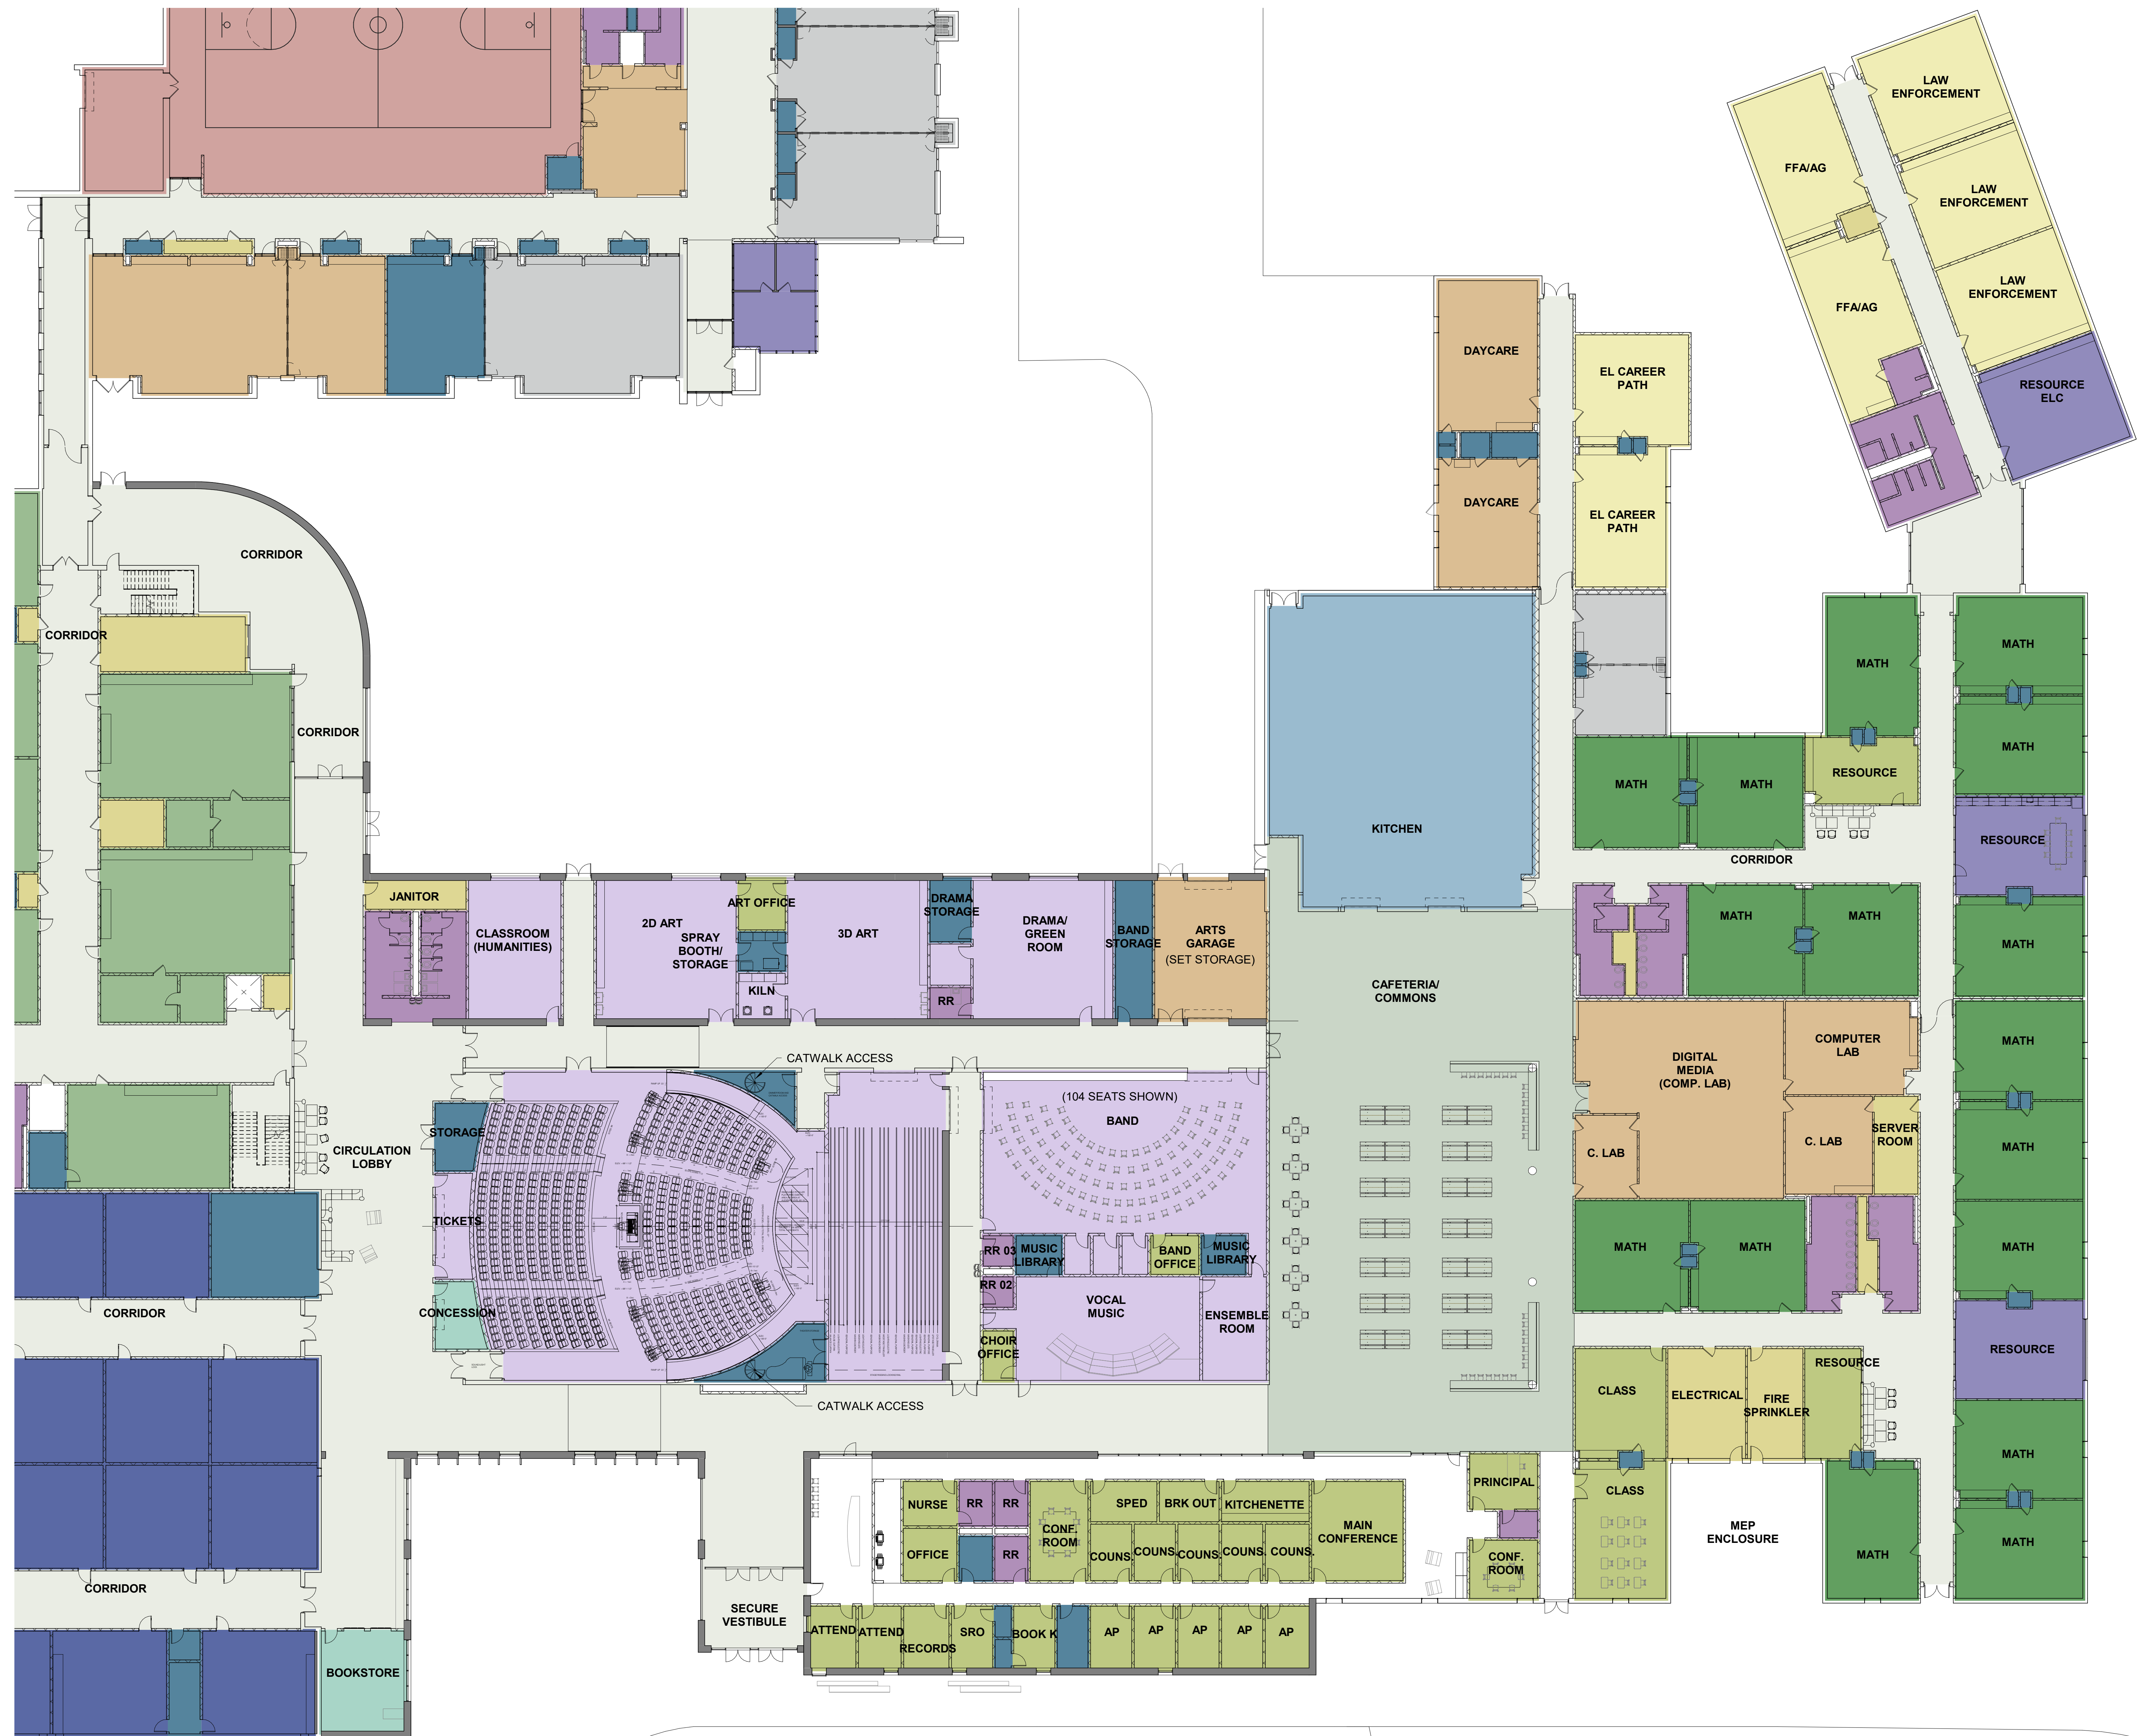 LAW
ENFORCEMENT
FFA/AG
LAW
ENFORCEMENT
LAW
ENFORCEMENT
FFA/AG
RESOURCE
ELC
DAYCARE
EL CAREER
PATH
DAYCARE
EL CAREER
PATH
CORRIDOR
CORRIDOR
CORRIDOR
MATH
MATH
MATH
MATH
MATH
RESOURCE
KITCHEN
RESOURCE
CORRIDOR
JANITOR
CLASSROOM
(HUMANITIES)
2D ART
SPRAY
BOOTH/
STORAGE
ART OFFICE
KILN
3D ART
DRAMA
STORAGE
RR
DRAMA/
GREEN
ROOM
BAND
STORAGE
ARTS
GARAGE
(SET STORAGE)
CAFETERIA/
COMMONS
MATH
MATH
MATH
DIGITAL
MEDIA
(COMP. LAB)
COMPUTER
LAB
MATH
CATWALK ACCESS
(104 SEATS SHOWN)
BAND
STORAGE
CIRCULATION
LOBBY
C. LAB
C. LAB
SERVER
ROOM
MATH
TICKETS
RR 03
MUSIC
LIBRARY
BAND
OFFICE
MUSIC
LIBRARY
MATH
MATH
MATH
RR 02
CONCESSION
CORRIDOR
VOCAL
MUSIC
ENSEMBLE
ROOM
CHOIR
OFFICE
RESOURCE
CLASS
ELECTRICAL
FIRE
SPRINKLER
RESOURCE
CATWALK ACCESS
MATH
NURSE
RR
RR
CONF.
ROOM
SPED
BRK OUT
KITCHENETTE
MAIN
CONFERENCE
PRINCIPAL
CLASS
MEP
ENCLOSURE
MATH
OFFICE
RR
COUNS.
COUNS.
COUNS.
COUNS.
COUNS.
CONF.
ROOM
MATH
CORRIDOR
SECURE
VESTIBULE
ATTEND
ATTEND
RECORDS
SRO
BOOK K
AP
AP
AP
AP
AP
BOOKSTORE